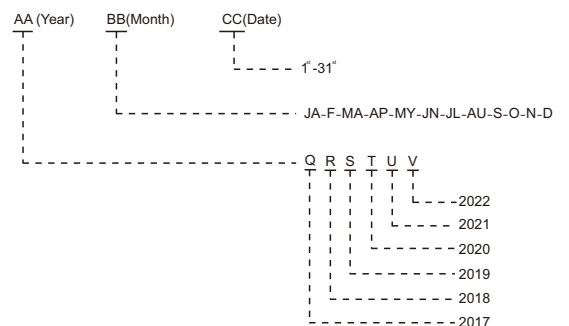 AA (Year) BB(Month) CC(Date)
1st-31st
JA-F-MA-AP-MY-JN-JL-AU-S-O-N-D
Q R S T U V
2022
2021
2020
2019
2018
2017